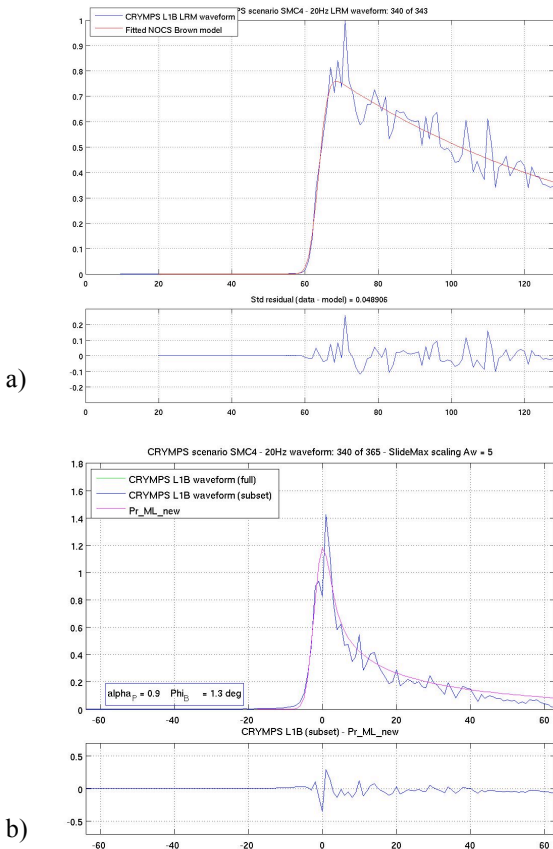 PS scenario SMC4 - 20Hz LRM waveform: 340 of 343
CRYMPS L1B LRM waveform
Fitted NOCS Brown model
1
0.9
0.8
0.7
0.6
0.5
0.4
0.3
0.2
0.1
0
0 20 40 60 80 100 120
Std residual (data - model) = 0.048906
0.2
0.1
0
-0.1
-0.2
0 20 40 60 80 100 120
a)
CRYMPS scenario SMC4 - 20Hz waveform: 340 of 365 - SlideMax scaling Aw = 5
1.8
1.6
1.4
1.2
1
0.8
0.6
0.4
0.2
0
CRYMPS L1B waveform (full)
CRYMPS L1B waveform (subset)
Pr_ML_new
alpha_P = 0.9 Phi_B = 1.3 deg
-60 -40 -20 0 20 40 60
CRYMPS L1B (subset) - Pr_ML_new
0.5
0
-0.5
-60 -40 -20 0 20 40 60
b)